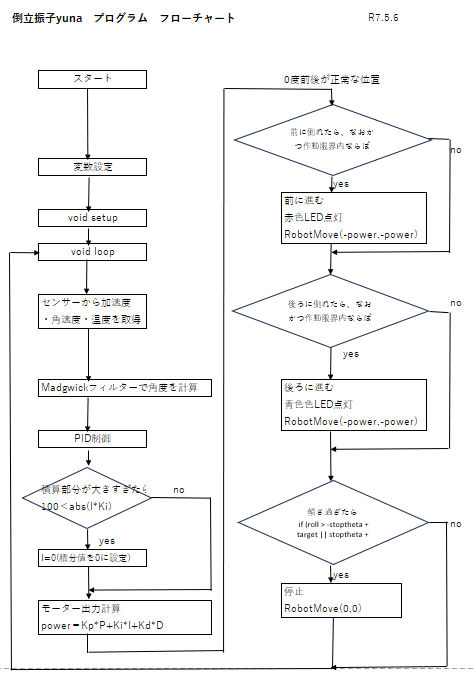 倒立振子yuna　プログラム　フローチャート
R7.5.6
スタート
変数設定
void setup
void loop
センサーから加速度
・角速度・温度を取得
Madgwickフィルターで角度を計算
PID制御
積算部分が大きすぎたら
100＜abs(I*Ki)
no
yes
I=0(積分値を0に設定)
モーター出力計算
power＝Kp*P+Ki*I+Kd*D
0度前後が正常な位置
前に倒れたら、なおか
つ作動限界内ならば
no
yes
前に進む
赤色LED点灯
RobotMove(-power,-power)
後ろに倒れたら、なお
かつ作動限界内ならば
no
yes
後ろに進む
青色色LED点灯
RobotMove(-power,-power)
傾き過ぎたら
if (roll > -stoptheta +
target || stoptheta +
no
yes
停止
RobotMove(0,0)